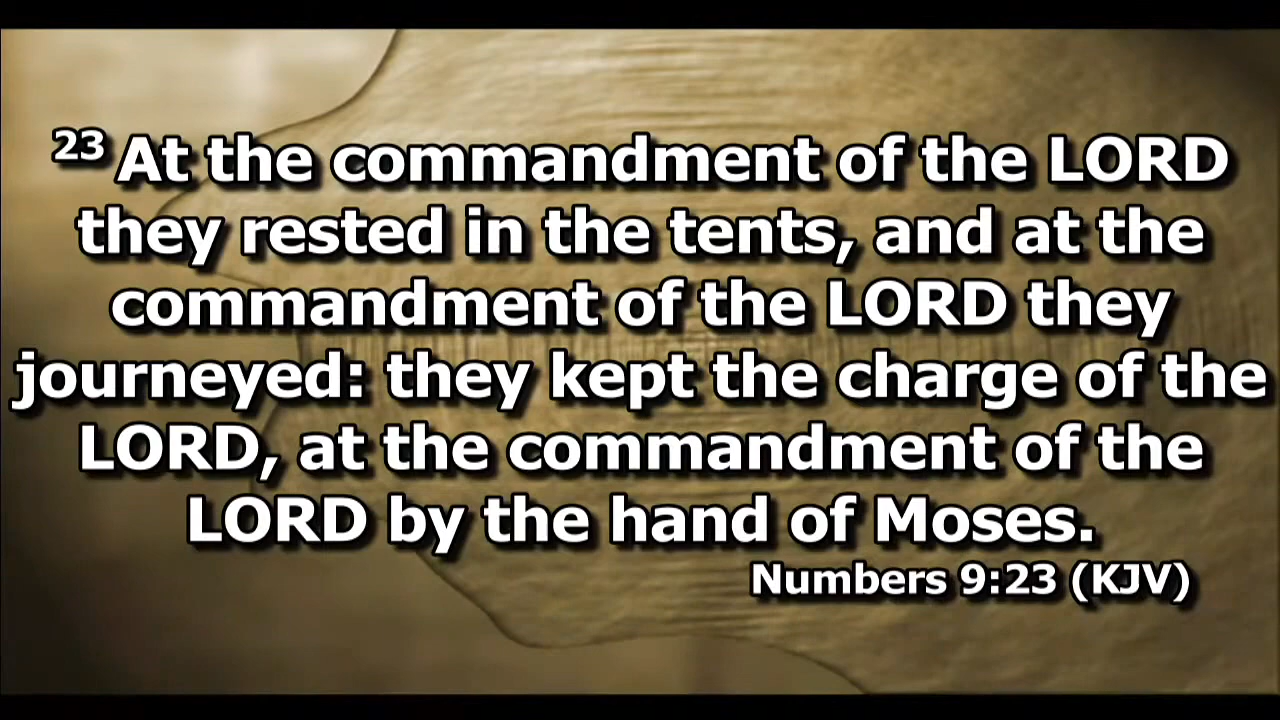 23 At the commandment of the LORD
they rested in the tents, and at the
commandment of the LORD they
journeyed: they kept the charge of the
LORD, at the commandment of the
LORD by the hand of Moses.
Numbers 9:23 (KJV)